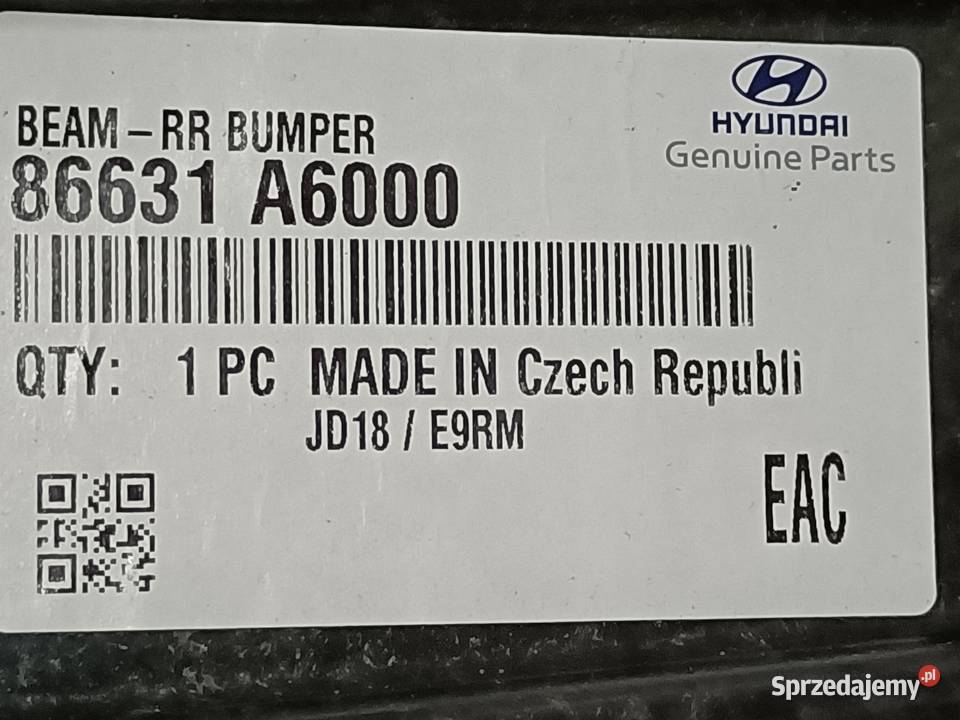 HYUNDAI
Genuine Parts
BEAM-RR BUMPER
86631 A6000
QTY: 1 PC MADE IN Czech Republi
JD18 / E9RM
EAC
Sprzedajemy.pl